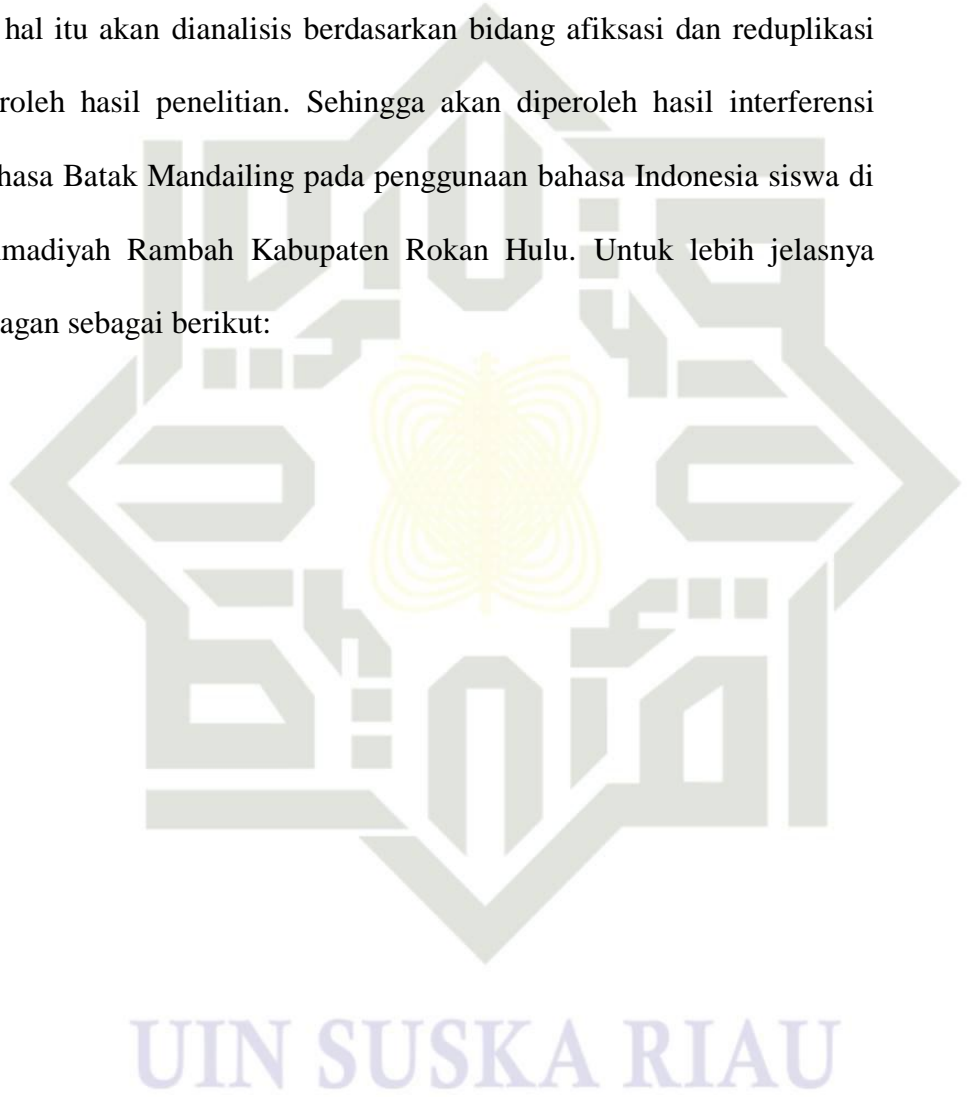 hal itu akan dianalisis berdasarkan bidang afiksasi dan reduplikasi
roleh hasil penelitian. Sehingga akan diperoleh hasil interferensi
hasa Batak Mandailing pada penggunaan bahasa Indonesia siswa di
madiyah Rambah Kabupaten Rokan Hulu. Untuk lebih jelasnya
agan sebagai berikut:
UIN SUSKA RIAU